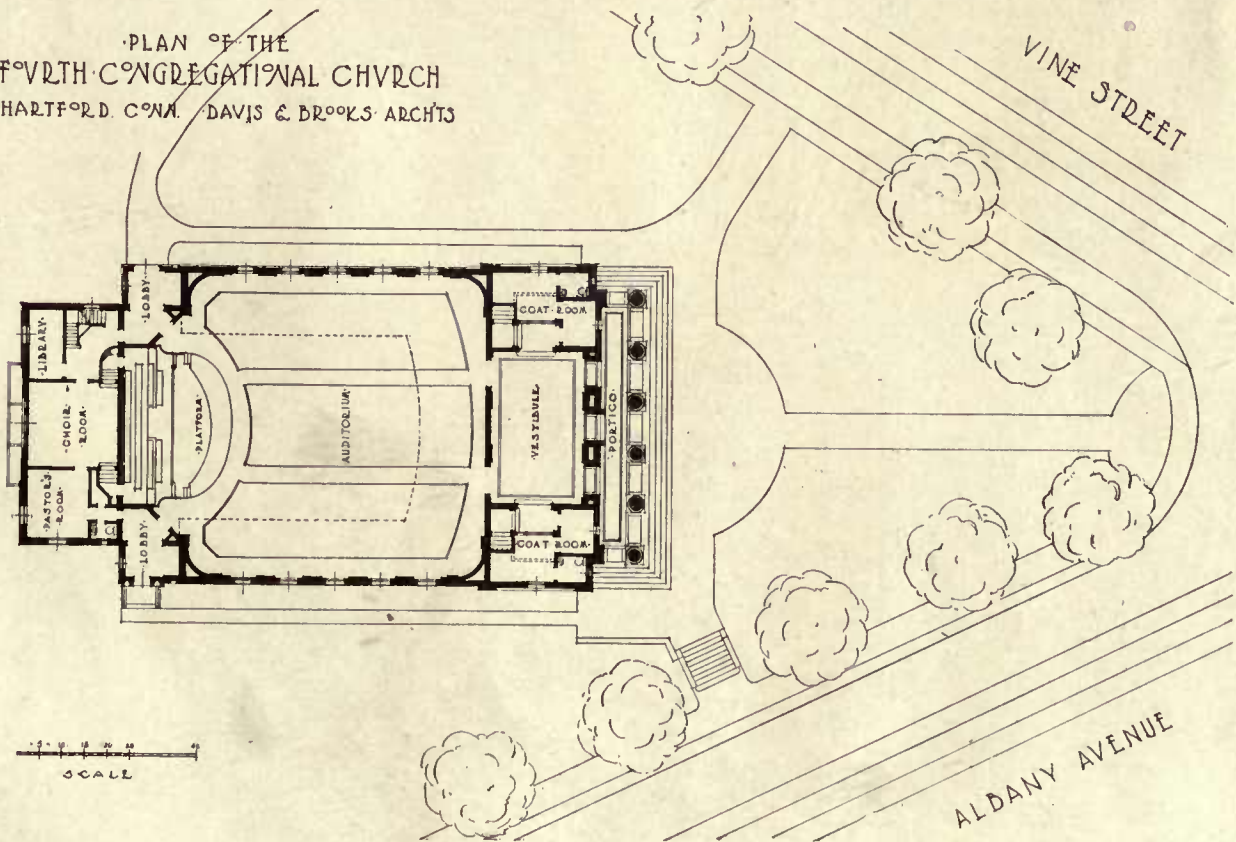 ·PLAN OF THE
FOVRTH·CONGREGATIONAL CHVRCH
HARTFORD. CONN. ·DAVIS & BROOKS·ARCHTS
VINE STREET
·LOBBY·
·LIBRARY·
·CHOIR·
·ROOM·
·PASTOR'S·
·ROOM·
·LOBBY·
·PLATFORM·
AUDITORIUM·
COAT·ROOM
·VESTIBULE·
·PORTICO·
·COAT·ROOM·
SCALE
ALBANY AVENUE